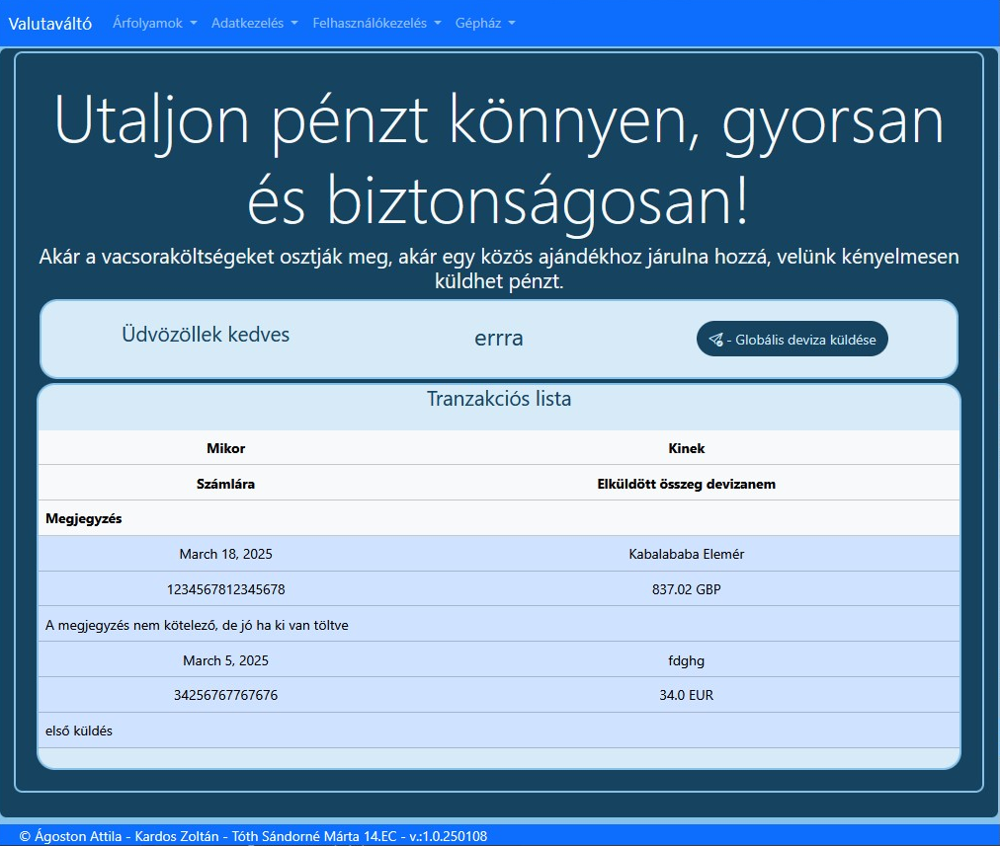 Valutaváltó Árfolyamok Adatkezelés Felhasználókezelés Gépház
Utaljon pénzt könnyen, gyorsan
és biztonságosan!
Akár a vacsoraköltségeket osztják meg, akár egy közös ajándékhoz járulna hozzá, velünk kényelmesen
küldhet pénzt.
Üdvözöllek kedves errra - Globális deviza küldése
Tranzakciós lista
Mikor Kinek
Számlára Elküldött összeg devizanem
Megjegyzés
March 18, 2025 Kabalababa Elemér
1234567812345678 837.02 GBP
A megjegyzés nem kötelező, de jó ha ki van töltve
March 5, 2025 fdghg
34256767767676 34.0 EUR
első küldés
© Ágoston Attila - Kardos Zoltán - Tóth Sándorné Márta 14.EC - v.:1.0.250108